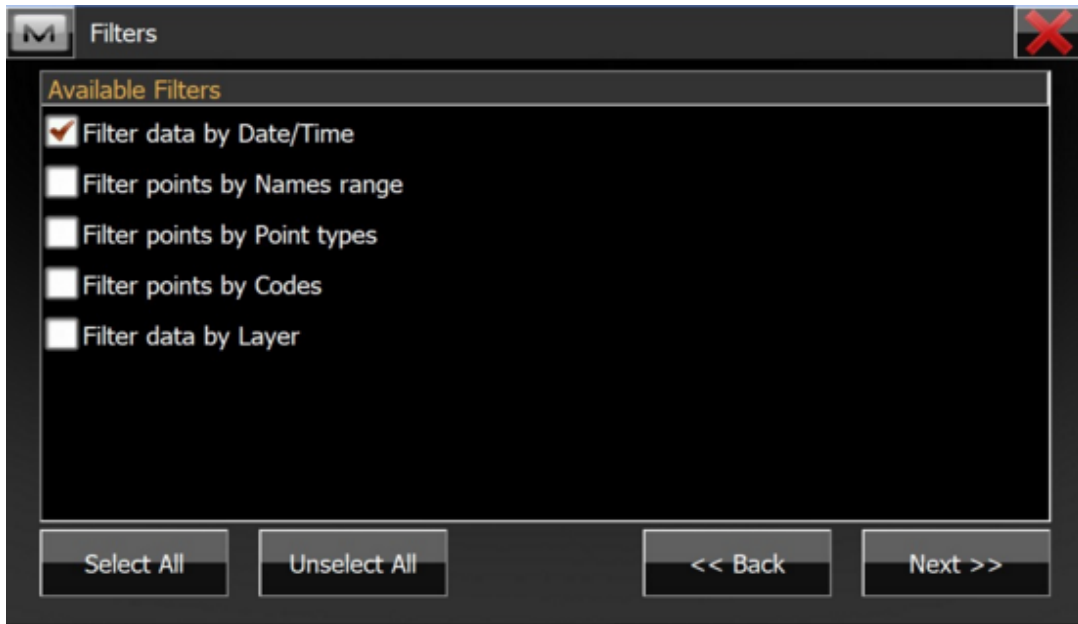 Filters
Available Filters
Filter data by Date/Time
Filter points by Names range
Filter points by Point types
Filter points by Codes
Filter data by Layer
Select All
Unselect All
<< Back
Next >>